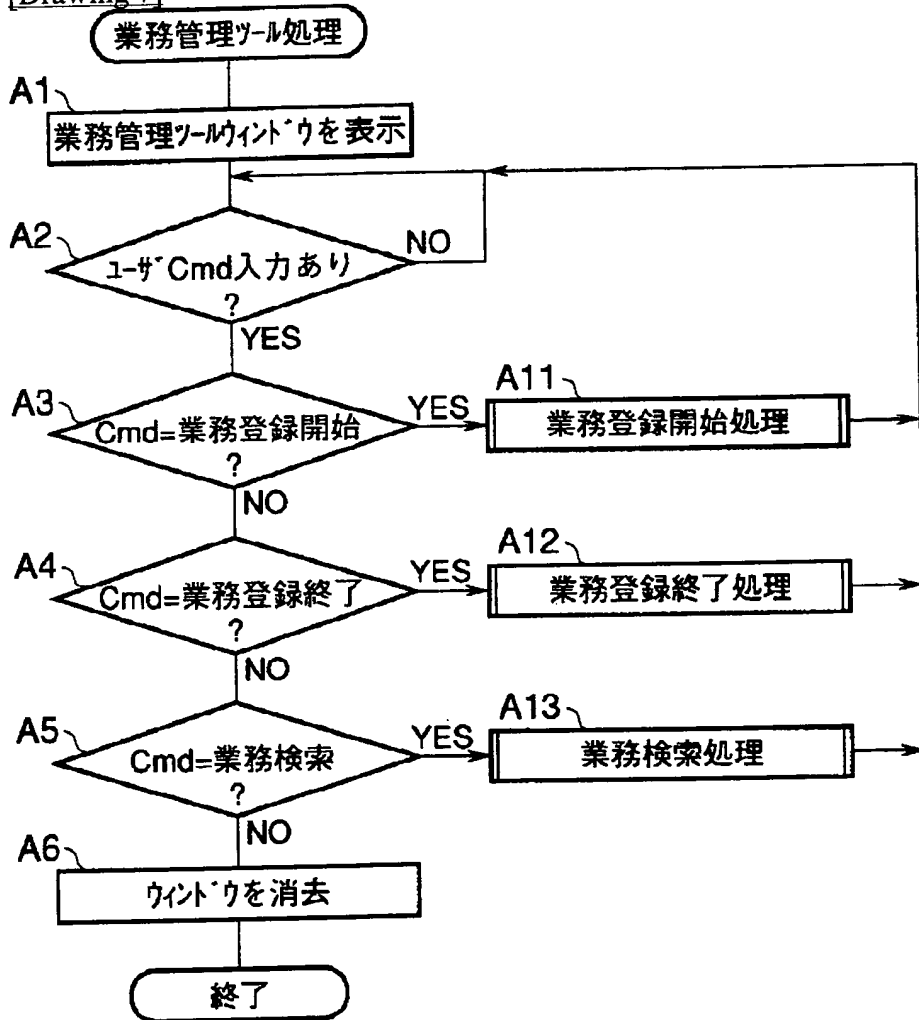 業務管理ツール処理
A1
業務管理ツールウィンドウを表示
A2
ユーザCmd入力あり
?
NO
YES
A3
Cmd=業務登録開始
?
YES
A11
業務登録開始処理
NO
A4
Cmd=業務登録終了
?
YES
A12
業務登録終了処理
NO
A5
Cmd=業務検索
?
YES
A13
業務検索処理
NO
A6
ウィンドウを消去
終了